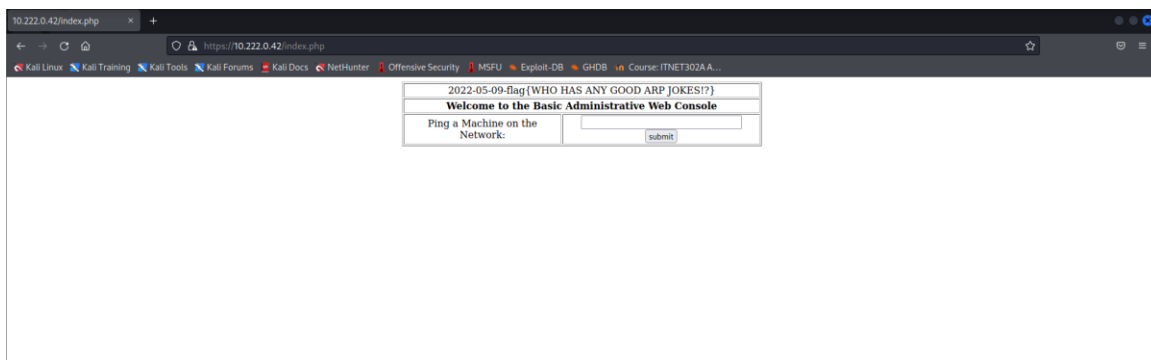 10.222.0.42/index.php
https://10.222.0.42/index.php
Kali Linux Kali Training Kali Tools Kali Forums Kali Docs NetHunter Offensive Security MSFU Exploit-DB GHDB Course: ITNET302A A...
2022-05-09-flag{WHO HAS ANY GOOD ARP JOKES!?}
Welcome to the Basic Administrative Web Console
Ping a Machine on the
Network:
submit